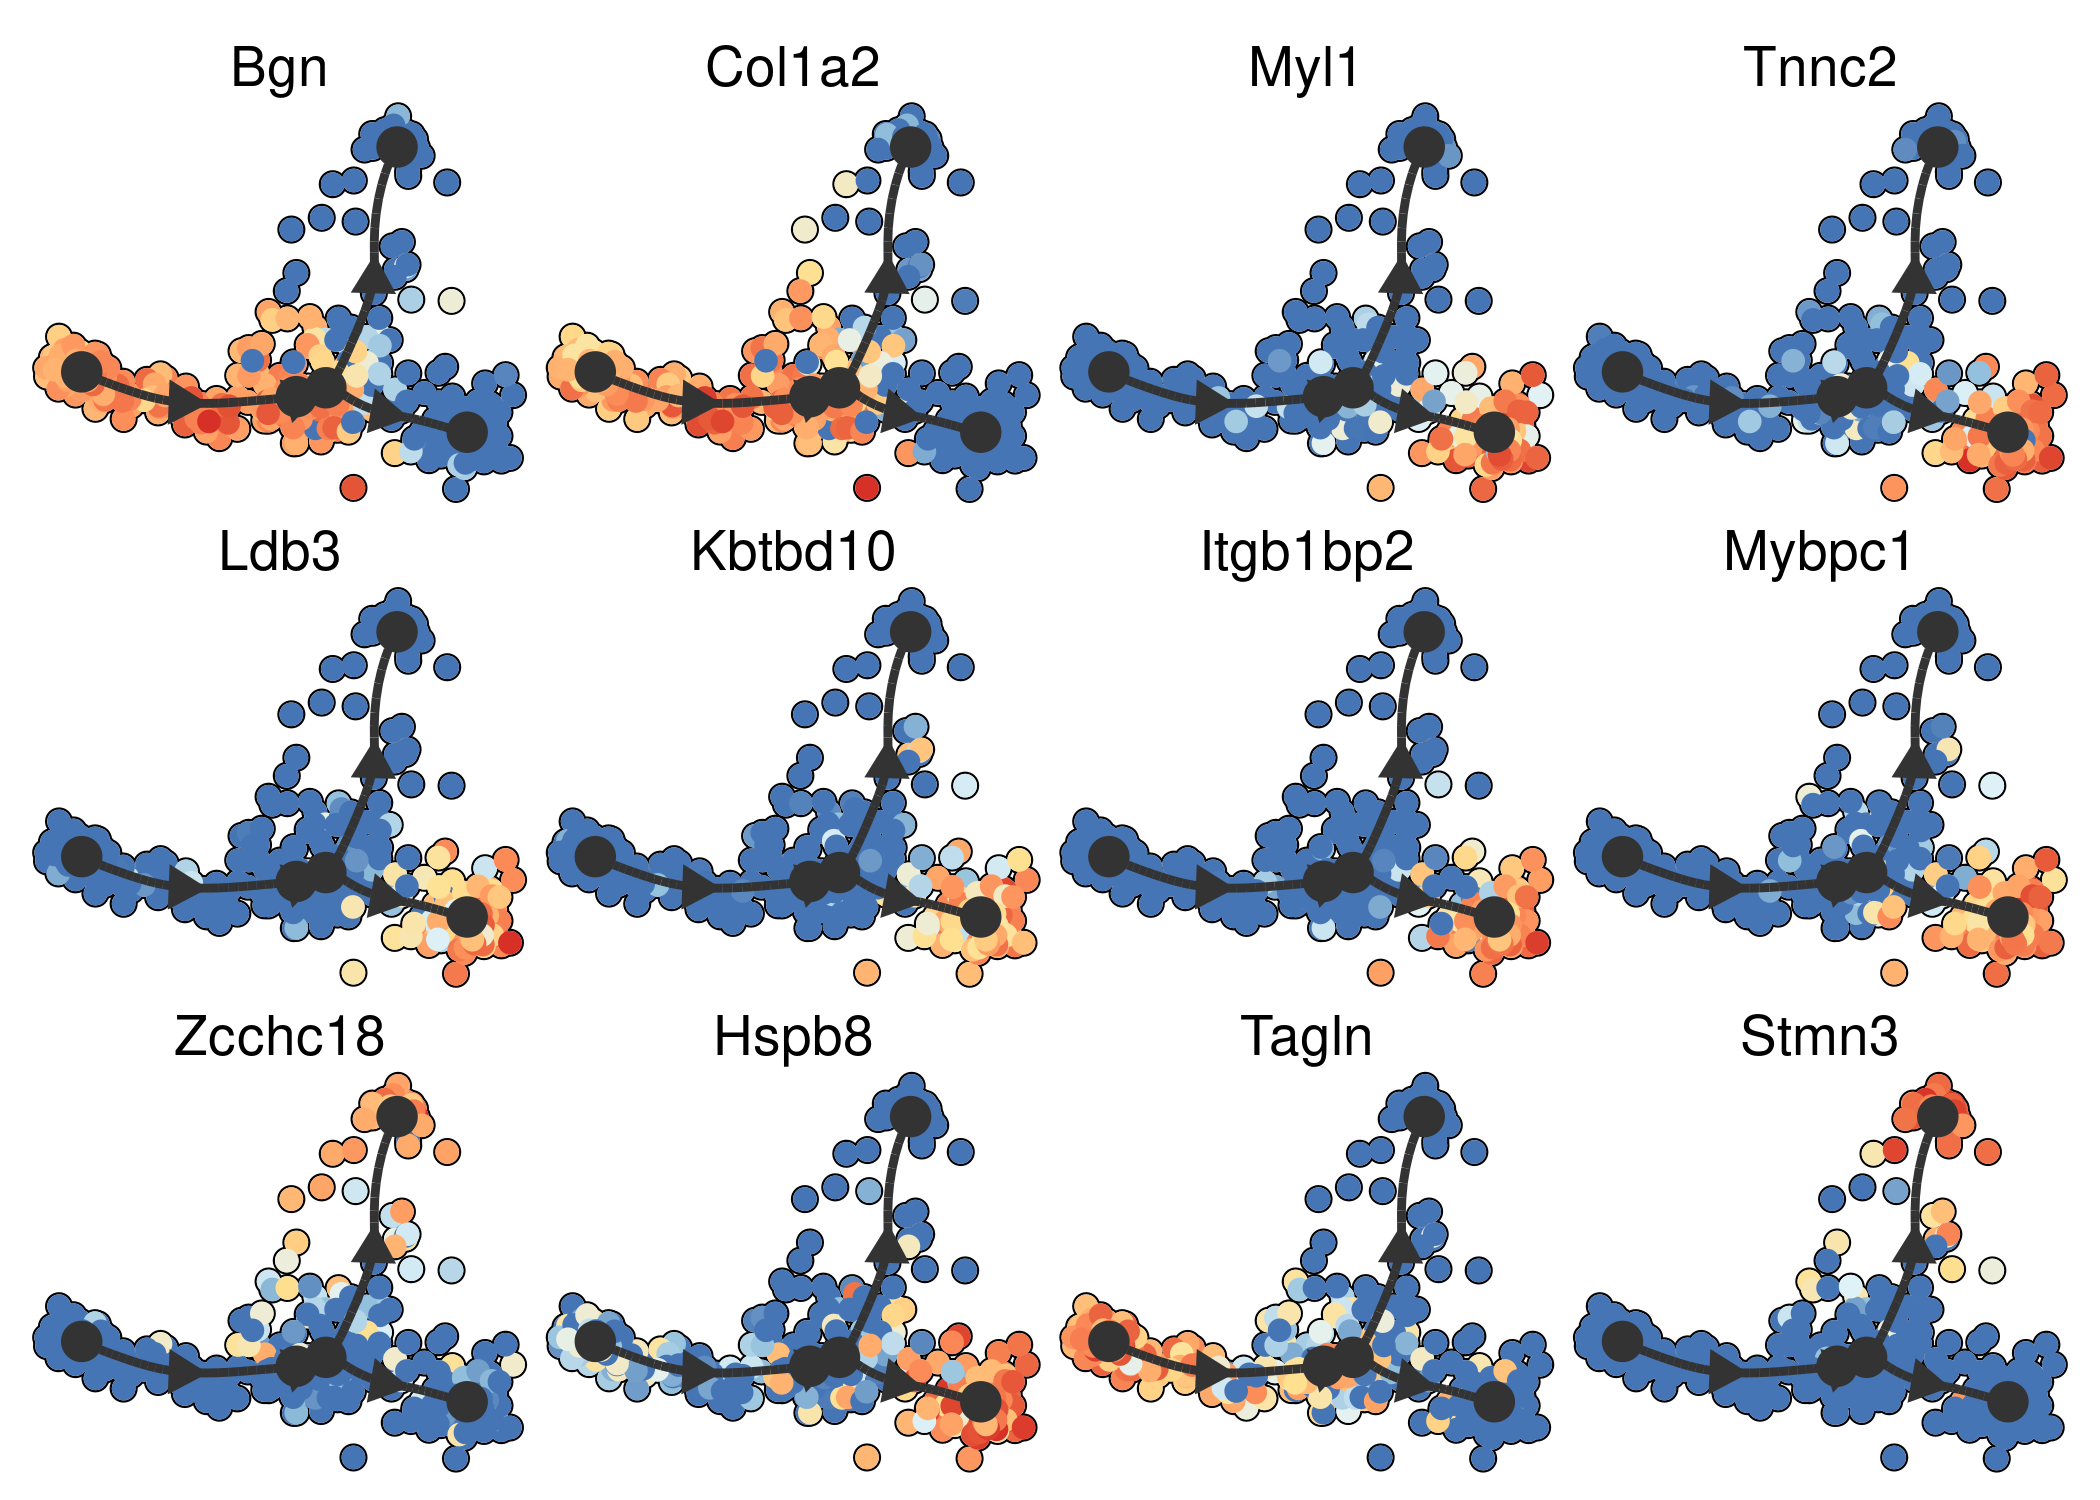 Bgn
Col1a2
Myl1
Tnnc2
Ldb3
Kbtbd10
Itgb1bp2
Mybpc1
Zcchc18
Hspb8
Tagln
Stmn3